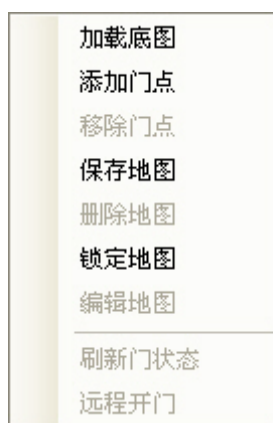 加载底图
添加门点
移除门点
保存地图
删除地图
锁定地图
编辑地图
刷新门状态
远程开门